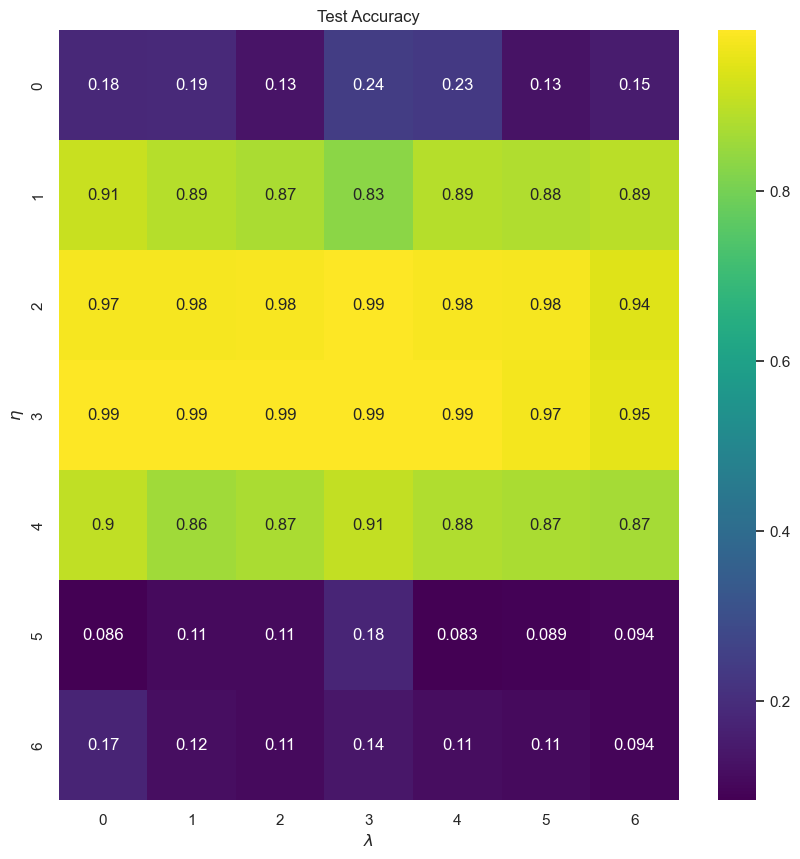 Test Accuracy
0 0.18 0.19 0.13 0.24 0.23 0.13 0.15
1 0.91 0.89 0.87 0.83 0.89 0.88 0.89
2 0.97 0.98 0.98 0.99 0.98 0.98 0.94
3 0.99 0.99 0.99 0.99 0.99 0.97 0.95
4 0.9 0.86 0.87 0.91 0.88 0.87 0.87
5 0.086 0.11 0.11 0.18 0.083 0.089 0.094
6 0.17 0.12 0.11 0.14 0.11 0.11 0.094
0 1 2 3 4 5 6
λ
η
0.8
0.6
0.4
0.2